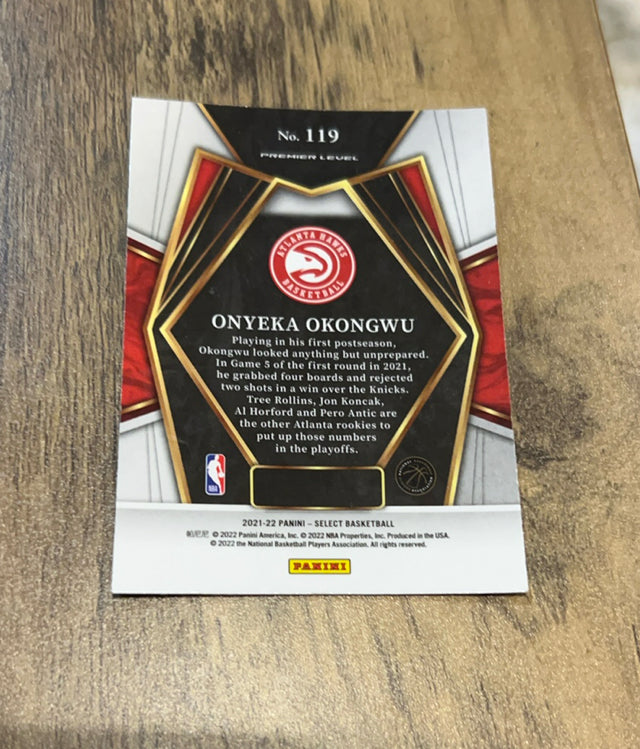 No. 119
PREMIER LEVEL
ATLANTA HAWKS
BASKETBALL
ONYEKA OKONGWU
Playing in his first postseason,
Okongwu looked anything but unprepared.
In Game 5 of the first round in 2021,
he grabbed four boards and rejected
two shots in a win over the Knicks.
Tree Rollins, Jon Koncak,
Al Horford and Pero Antic are
the other Atlanta rookies to
put up those numbers
in the playoffs.
NBA
2021-22 PANINI – SELECT BASKETBALL
帕尼尼 © 2022 Panini America, Inc. © 2022 NBA Properties, Inc. Produced in the USA.
© 2022 the National Basketball Players Association. All rights reserved.
PANINI